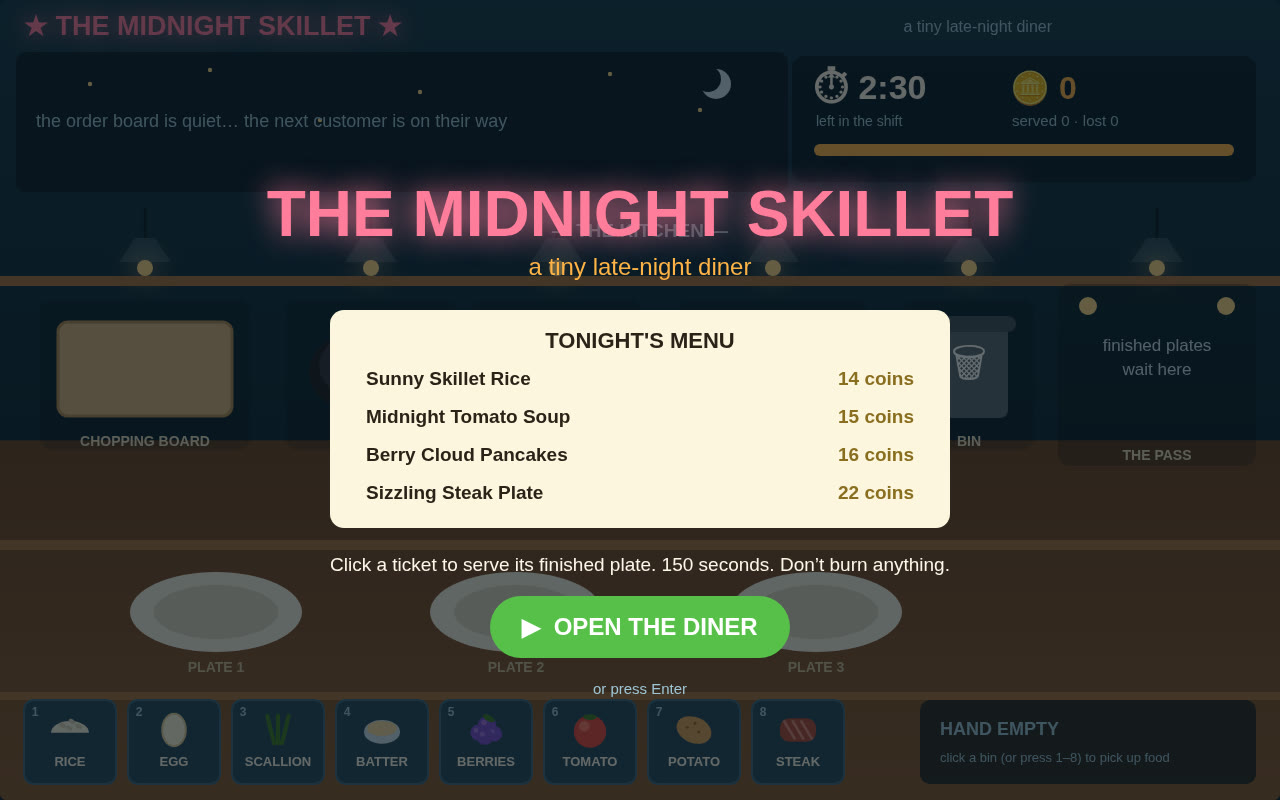 ★ THE MIDNIGHT SKILLET ★
a tiny late-night diner
the order board is quiet… the next customer is on their way
2:30
0
left in the shift
served 0 · lost 0
THE MIDNIGHT SKILLET
— THE KITCHEN —
a tiny late-night diner
TONIGHT'S MENU
Sunny Skillet Rice 14 coins
Midnight Tomato Soup 15 coins
Berry Cloud Pancakes 16 coins
Sizzling Steak Plate 22 coins
finished plates
wait here
CHOPPING BOARD
BIN
THE PASS
Click a ticket to serve its finished plate. 150 seconds. Don’t burn anything.
▶ OPEN THE DINER
or press Enter
PLATE 1
PLATE 2
PLATE 3
1 RICE
2 EGG
3 SCALLION
4 BATTER
5 BERRIES
6 TOMATO
7 POTATO
8 STEAK
HAND EMPTY
click a bin (or press 1–8) to pick up food